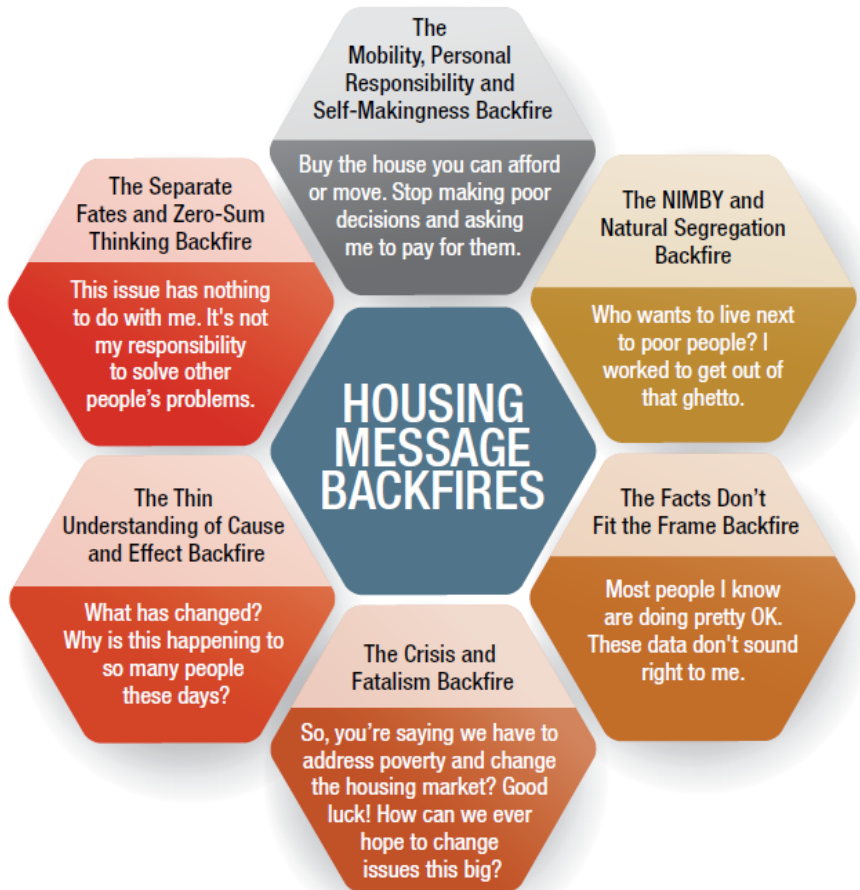 The
Mobility, Personal
Responsibility and
Self-Makingness Backfire
Buy the house you can afford
or move. Stop making poor
decisions and asking
me to pay for them.
The Separate
Fates and Zero-Sum
Thinking Backfire
This issue has nothing
to do with me. It's not
my responsibility
to solve other
people's problems.
The NIMBY and
Natural Segregation
Backfire
Who wants to live next
to poor people? I
worked to get out of
that ghetto.
HOUSING
MESSAGE
BACKFIRES
The Thin
Understanding of Cause
and Effect Backfire
What has changed?
Why is this happening to
so many people
these days?
The Facts Don't
Fit the Frame Backfire
Most people I know
are doing pretty OK.
These data don't sound
right to me.
The Crisis and
Fatalism Backfire
So, you're saying we have to
address poverty and change
the housing market? Good
luck! How can we ever
hope to change
issues this big?